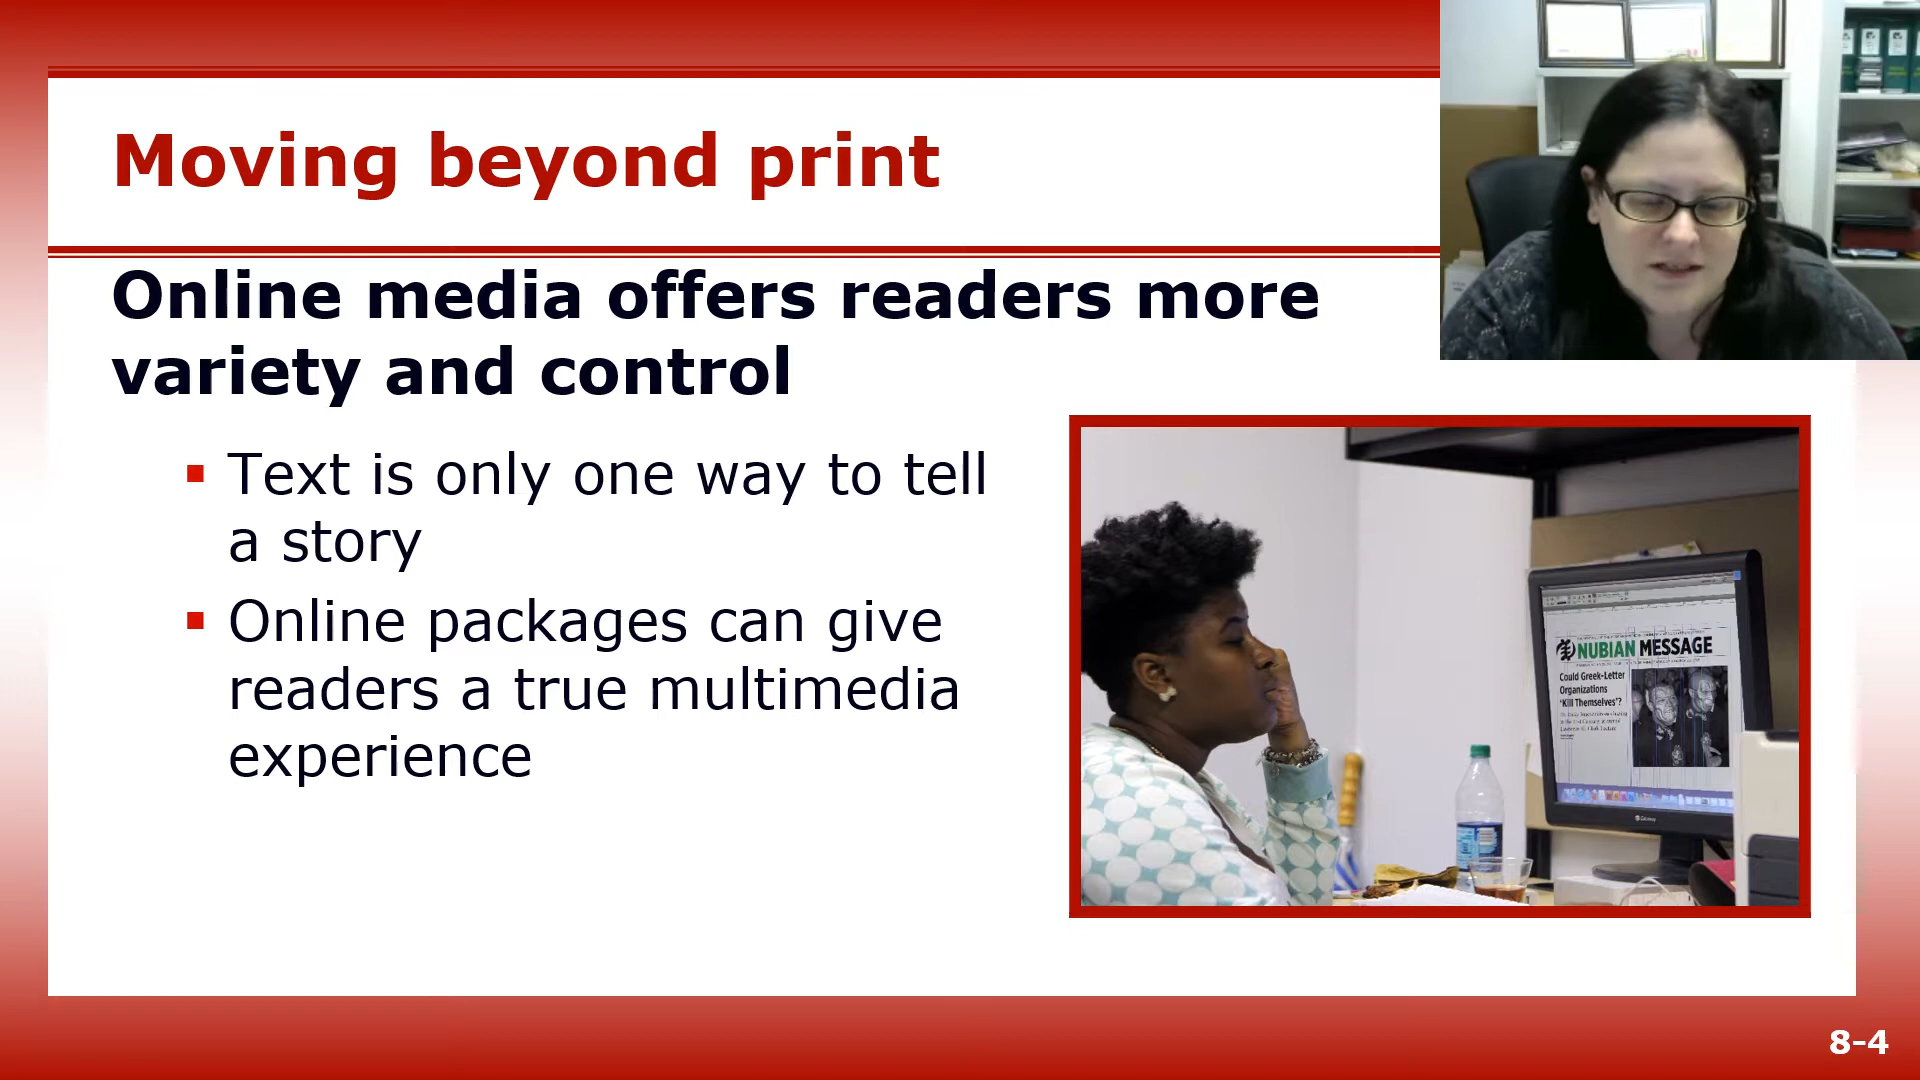 Moving beyond print
Online media offers readers more
variety and control
Text is only one way to tell
a story
Online packages can give
readers a true multimedia
experience
NUBIAN MESSAGE
Could Greek-Letter
Organizations
'Kill Themselves'?
8-4